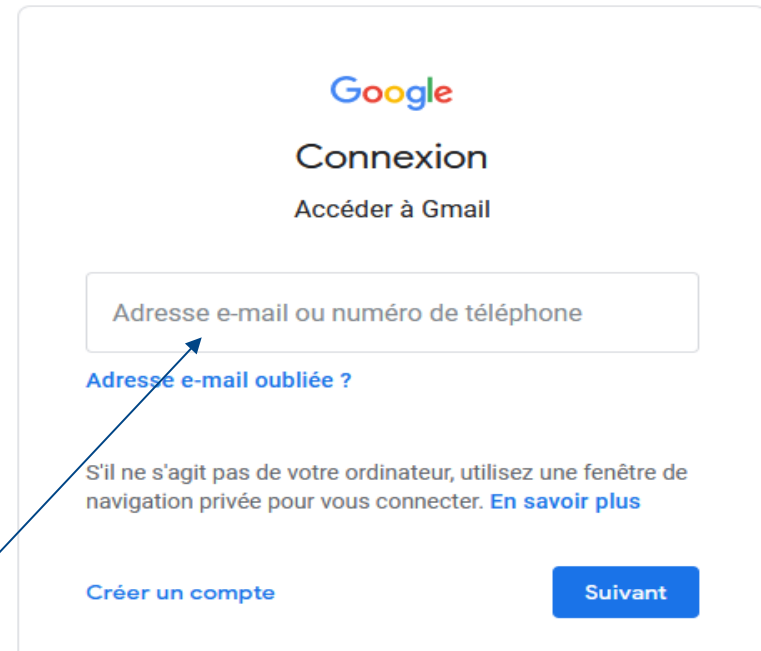 Google
Connexion
Accéder à Gmail
Adresse e-mail ou numéro de téléphone
Adresse e-mail oubliée ?
S'il ne s'agit pas de votre ordinateur, utilisez une fenêtre de
navigation privée pour vous connecter. En savoir plus
Créer un compte
Suivant